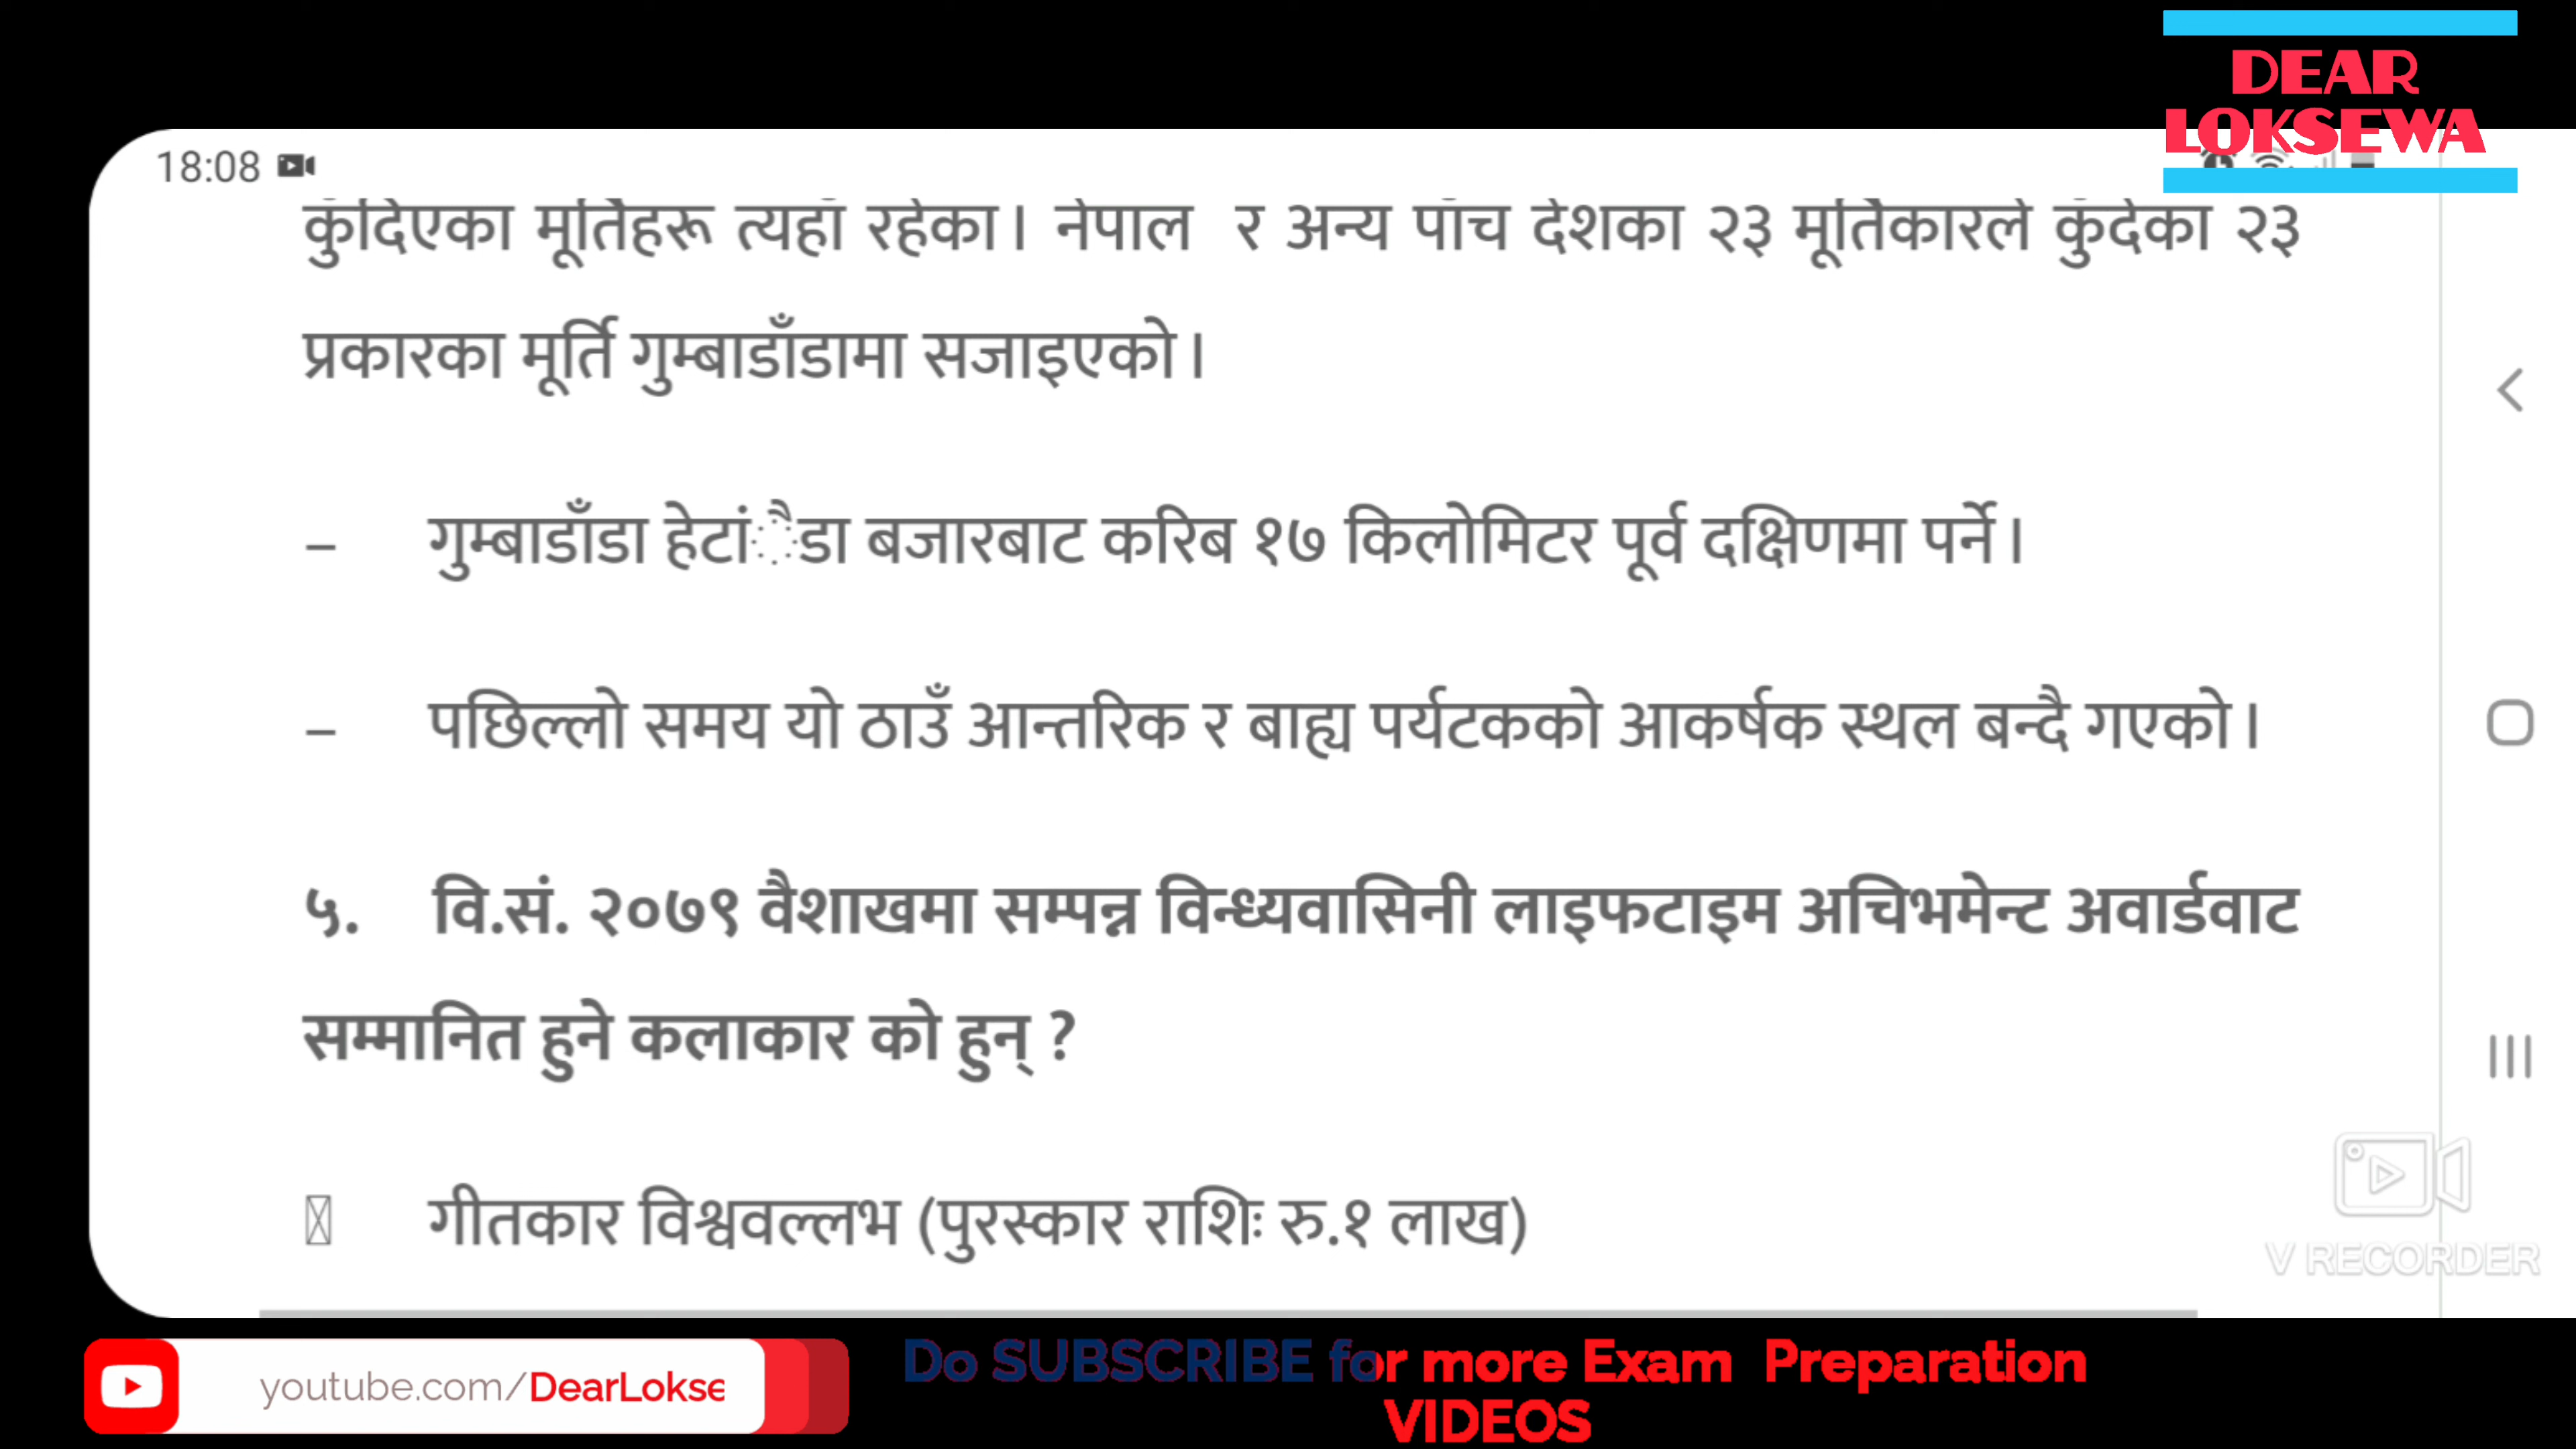 DEAR
LOKSEWA
18:08
कुँदिएका मूर्तिहरू त्यहाँ रहेका। नेपाल र अन्य पाँच देशका २३ मूर्तिकारले कुँदेका २३
प्रकारका मूर्ति गुम्बाडाँडामा सजाइएको।
– गुम्बाडाँडा हेटांैडा बजारबाट करिब १७ किलोमिटर पूर्व दक्षिणमा पर्ने।
– पछिल्लो समय यो ठाउँ आन्तरिक र बाह्य पर्यटकको आकर्षक स्थल बन्दै गएको।
५. वि.सं. २०७९ वैशाखमा सम्पन्न विन्ध्यवासिनी लाइफटाइम अचिभमेन्ट अवार्डवाट
सम्मानित हुने कलाकार को हुन् ?
गीतकार विश्ववल्लभ (पुरस्कार राशिः रु.१ लाख)
V RECORDER
youtube.com/DearLokse
Do SUBSCRIBE for more Exam Preparation
VIDEOS